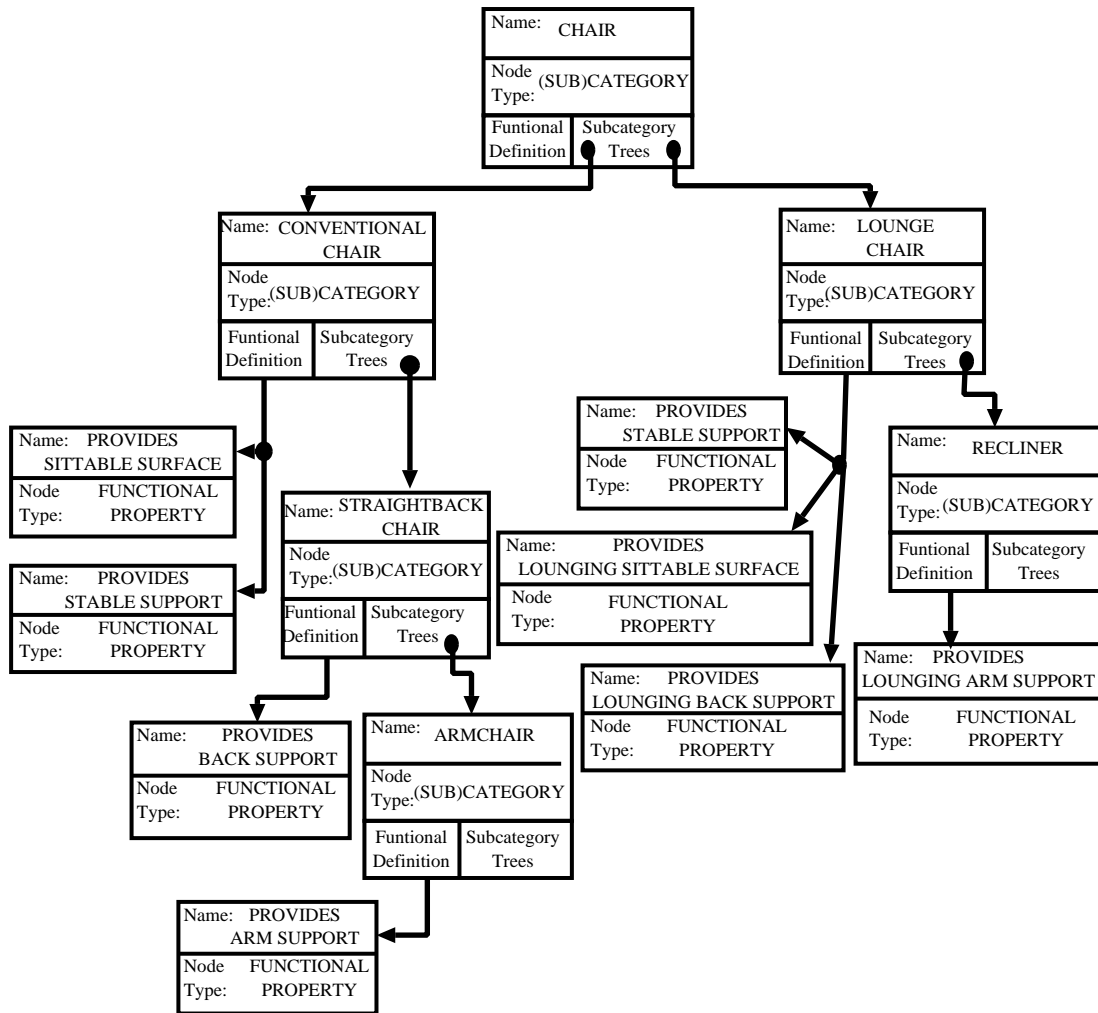 Name: CHAIR
Node
Type: (SUB)CATEGORY
Funtional
Definition
Subcategory
Trees
Name: CONVENTIONAL
CHAIR
Node
Type: (SUB)CATEGORY
Funtional
Definition
Subcategory
Trees
Name: LOUNGE
CHAIR
Node
Type: (SUB)CATEGORY
Funtional
Definition
Subcategory
Trees
Name: PROVIDES
SITTABLE SURFACE
Node FUNCTIONAL
Type: PROPERTY
Name: PROVIDES
STABLE SUPPORT
Node FUNCTIONAL
Type: PROPERTY
Name: STRAIGHTBACK
CHAIR
Node
Type: (SUB)CATEGORY
Funtional
Definition
Subcategory
Trees
Name: PROVIDES
STABLE SUPPORT
Node FUNCTIONAL
Type: PROPERTY
Name: PROVIDES
LOUNGING SITTABLE SURFACE
Node FUNCTIONAL
Type: PROPERTY
Name: PROVIDES
LOUNGING BACK SUPPORT
Node FUNCTIONAL
Type: PROPERTY
Name: RECLINER
Node
Type: (SUB)CATEGORY
Funtional
Definition
Subcategory
Trees
Name: PROVIDES
LOUNGING ARM SUPPORT
Node FUNCTIONAL
Type: PROPERTY
Name: PROVIDES
BACK SUPPORT
Node FUNCTIONAL
Type: PROPERTY
Name: ARMCHAIR
Node
Type: (SUB)CATEGORY
Funtional
Definition
Subcategory
Trees
Name: PROVIDES
ARM SUPPORT
Node FUNCTIONAL
Type: PROPERTY